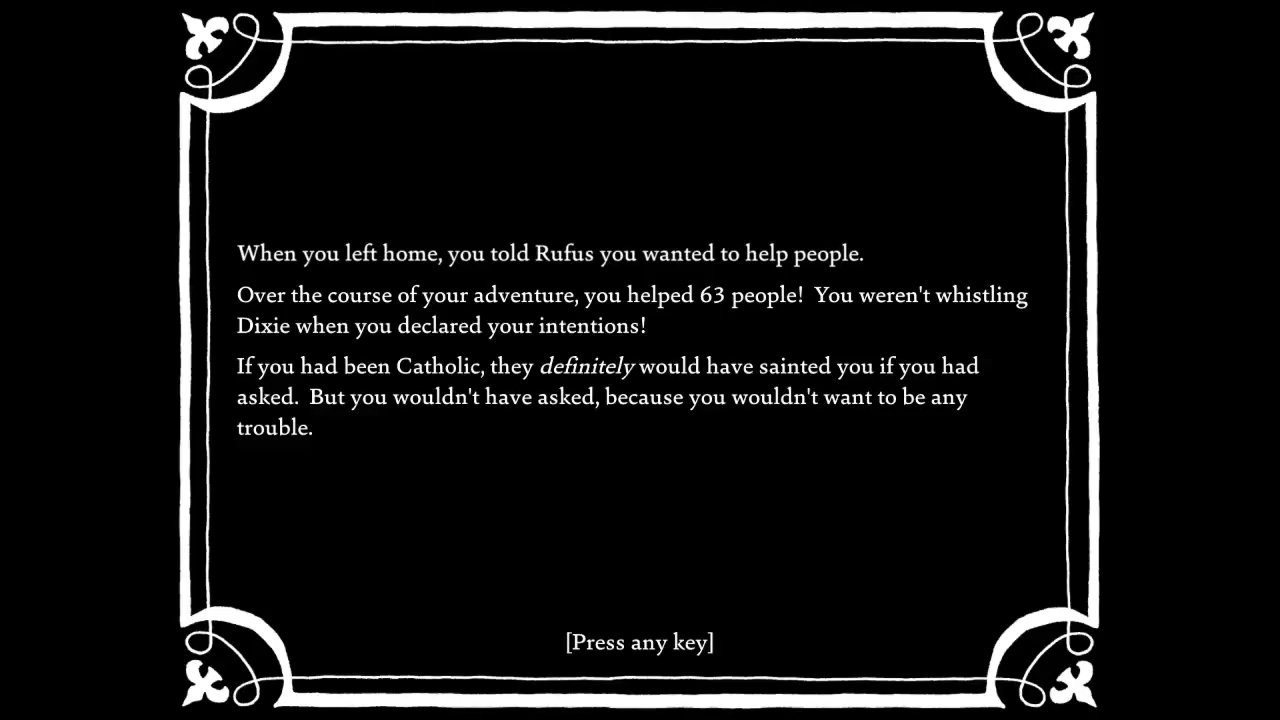 When you left home, you told Rufus you wanted to help people.
Over the course of your adventure, you helped 63 people!  You weren't whistling
Dixie when you declared your intentions!
If you had been Catholic, they definitely would have sainted you if you had
asked.  But you wouldn't have asked, because you wouldn't want to be any
trouble.
[Press any key]